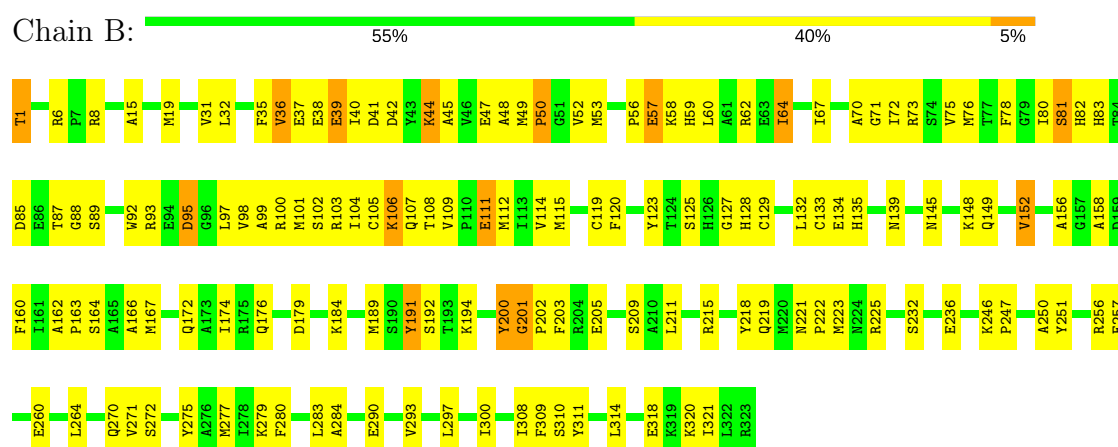 Chain B:
55% 40% 5%
T1 R6 P7 R8 A15 M19 V31 L32 F35 V36 E37 E38 E39 I40 D41 D42 Y43 K44 A45 V46 E47 A48 M49 P50 G51 V52 M53 P56 E57 K58 H59 L60 A61 R62 E63 I64 I67 A70 G71 I72 R73 S74 V75 M76 T77 F78 G79 I80 S81 H82 H83 T84
D85 E86 T87 G88 S89 W92 R93 E94 D95 G96 L97 V98 A99 R100 M101 S102 R103 I104 C105 K106 Q107 T108 V109 P110 E111 M112 I113 V114 M115 C119 F120 Y123 T124 S125 H126 G127 H128 C129 L132 C133 E134 H135 N139 N145 K148 Q149 V152 A156 G157 A158 D159
F160 I161 A162 P163 S164 A165 A166 M167 Q172 A173 I174 R175 Q176 D179 K184 M189 S190 Y191 S192 T193 K194 Y200 G201 P202 F203 R204 E205 S209 A210 L211 R215 Y218 Q219 M220 N221 P222 M223 N224 R225 S232 E236 K246 P247 A250 Y251 R256 E257
E260 L264 Q270 V271 S272 Y275 A276 M277 I278 K279 F280 L283 A284 E290 V293 L297 I300 I308 F309 S310 Y311 L314 E318 K319 K320 I321 L322 R323